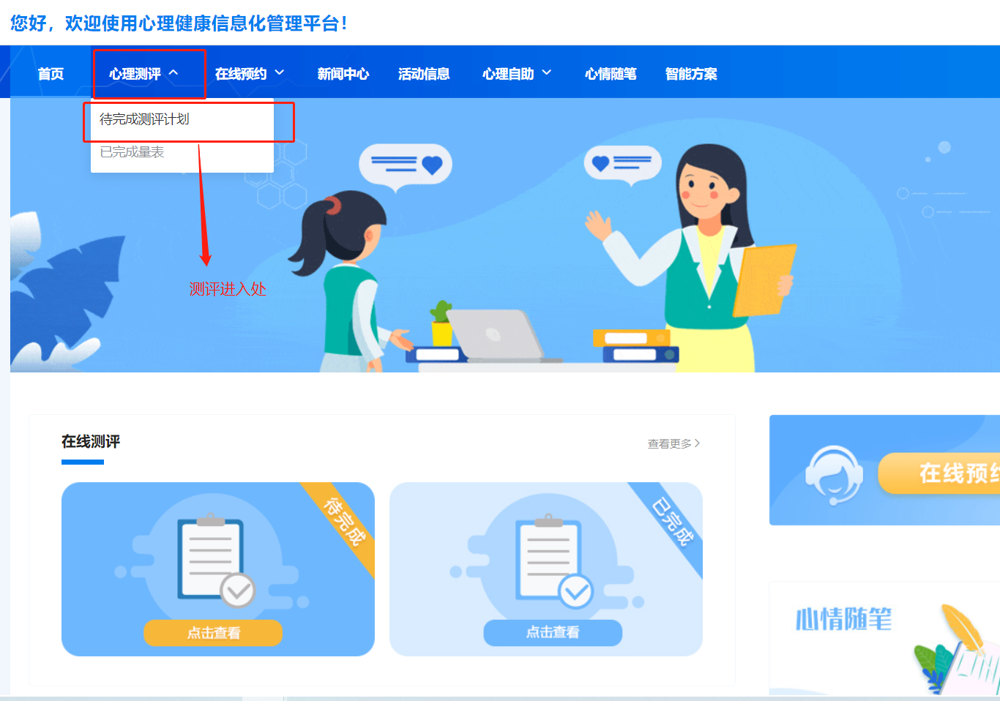 您好，欢迎使用心理健康信息化管理平台！
首页 心理测评 在线预约 新闻中心 活动信息 心理自助 心情随笔 智能方案
待完成测评计划
已完成量表
测评进入处
在线测评
查看更多
待完成
已完成
点击查看
点击查看
在线预约
心情随笔